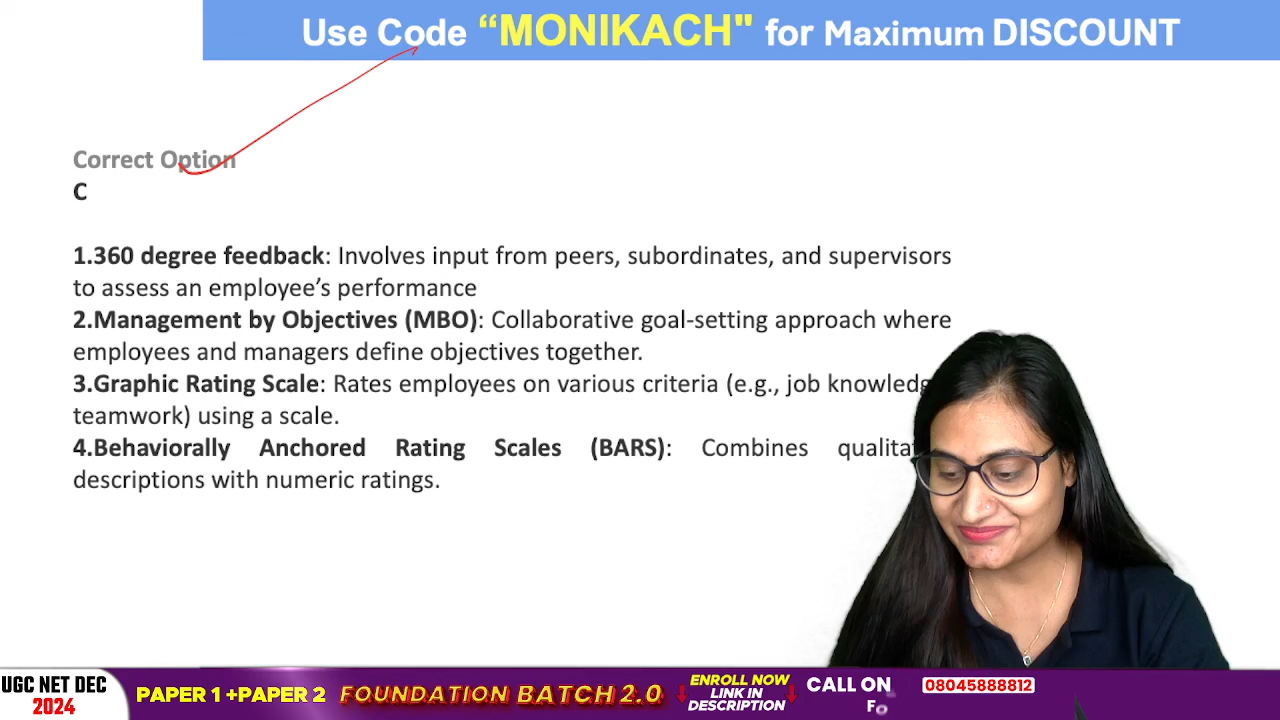 Use Code “MONIKACH" for Maximum DISCOUNT
Correct Option
C
1.360 degree feedback: Involves input from peers, subordinates, and supervisors
to assess an employee’s performance
2.Management by Objectives (MBO): Collaborative goal-setting approach where
employees and managers define objectives together.
3.Graphic Rating Scale: Rates employees on various criteria (e.g., job
teamwork) using a scale.
4.Behaviorally Anchored Rating Scales (BARS): Combines
descriptions with numeric ratings.
UGC NET DEC
2024
PAPER 1 +PAPER 2
FOUNDATION BATCH 2.0
ENROLL NOW
LINK IN
DESCRIPTION
CALL ON
08045888812